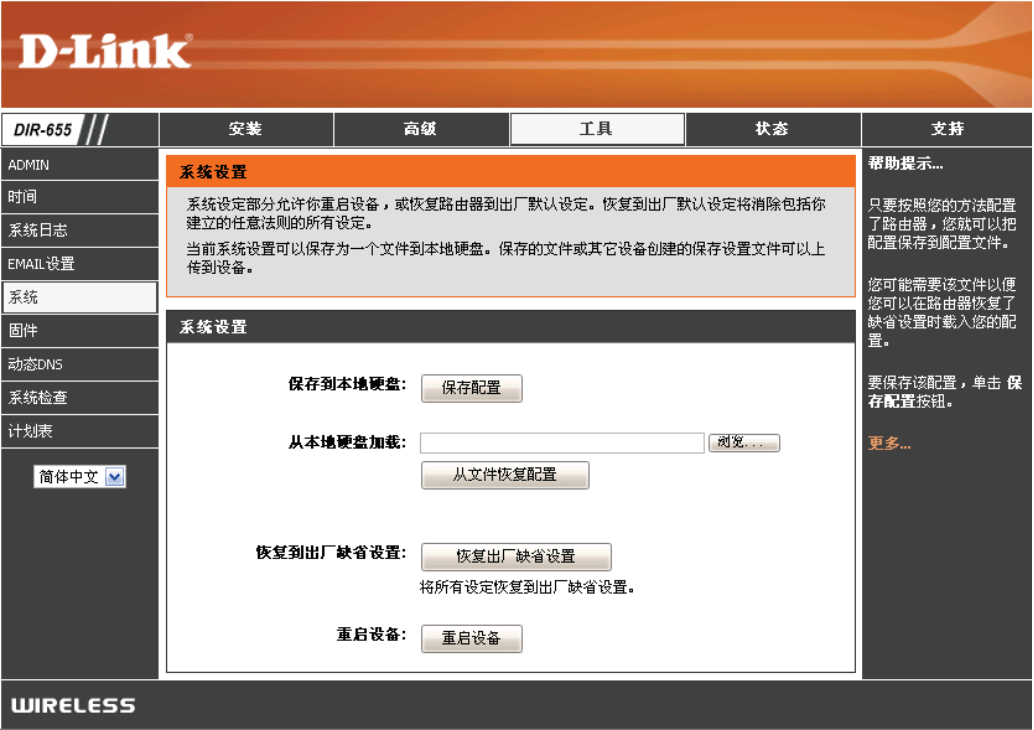 D-Link®
DIR-655
安装
高级
工具
状态
支持
ADMIN
时间
系统日志
EMAIL设置
系统
固件
动态DNS
系统检查
计划表
简体中文
系统设置
系统设定部分允许你重启设备，或恢复路由器到出厂默认设定。恢复到出厂默认设定将消除包括你
建立的任意法则的所有设定。
当前系统设置可以保存为一个文件到本地硬盘。保存的文件或其它设备创建的保存设置文件可以上
传到设备。
系统设置
保存到本地硬盘:
保存配置
从本地硬盘加载:
浏览...
从文件恢复配置
恢复到出厂缺省设置:
恢复出厂缺省设置
将所有设定恢复到出厂缺省设置。
重启设备:
重启设备
帮助提示...
只要按照您的方法配置
了路由器，您就可以把
配置保存到配置文件。
您可能需要该文件以便
您可以在路由器恢复了
缺省设置时载入您的配
置。
要保存该配置，单击 保
存配置按钮。
更多...
WIRELESS